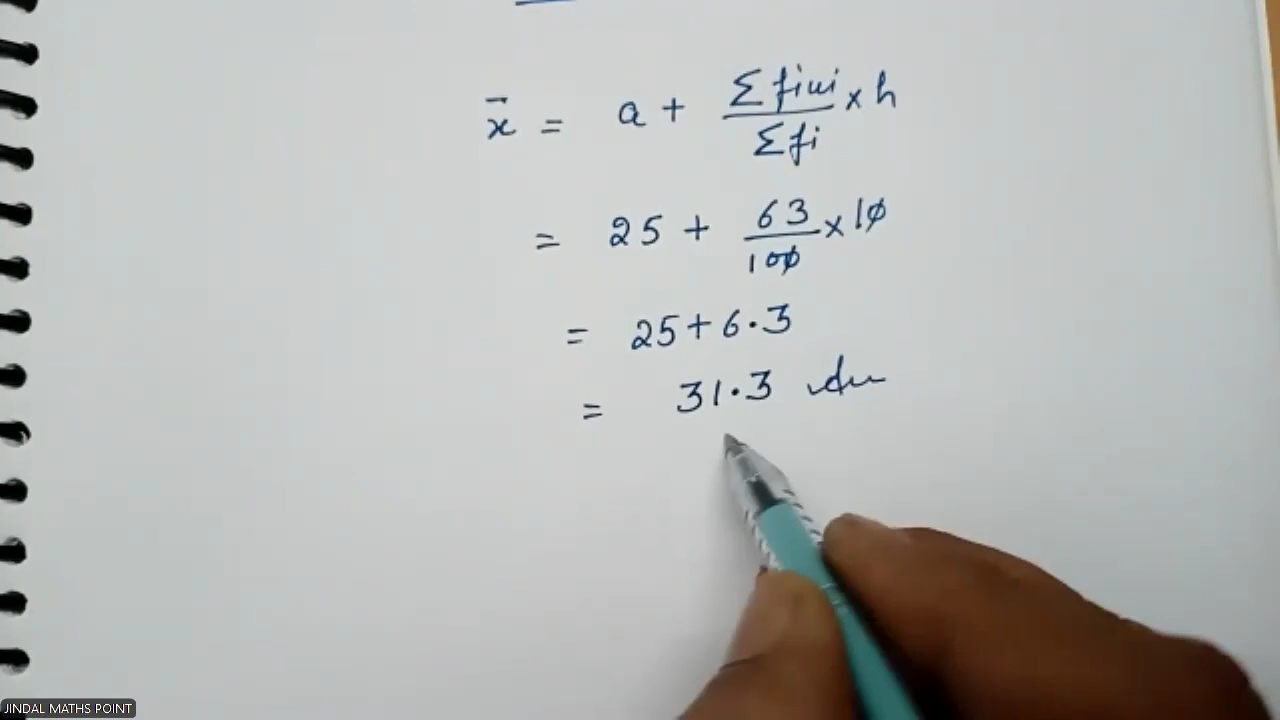 x̄ = a + Σfiui/Σfi × h
= 25 + 63/100 × 10
= 25 + 6.3
= 31.3 Ans
JINDAL MATHS POINT